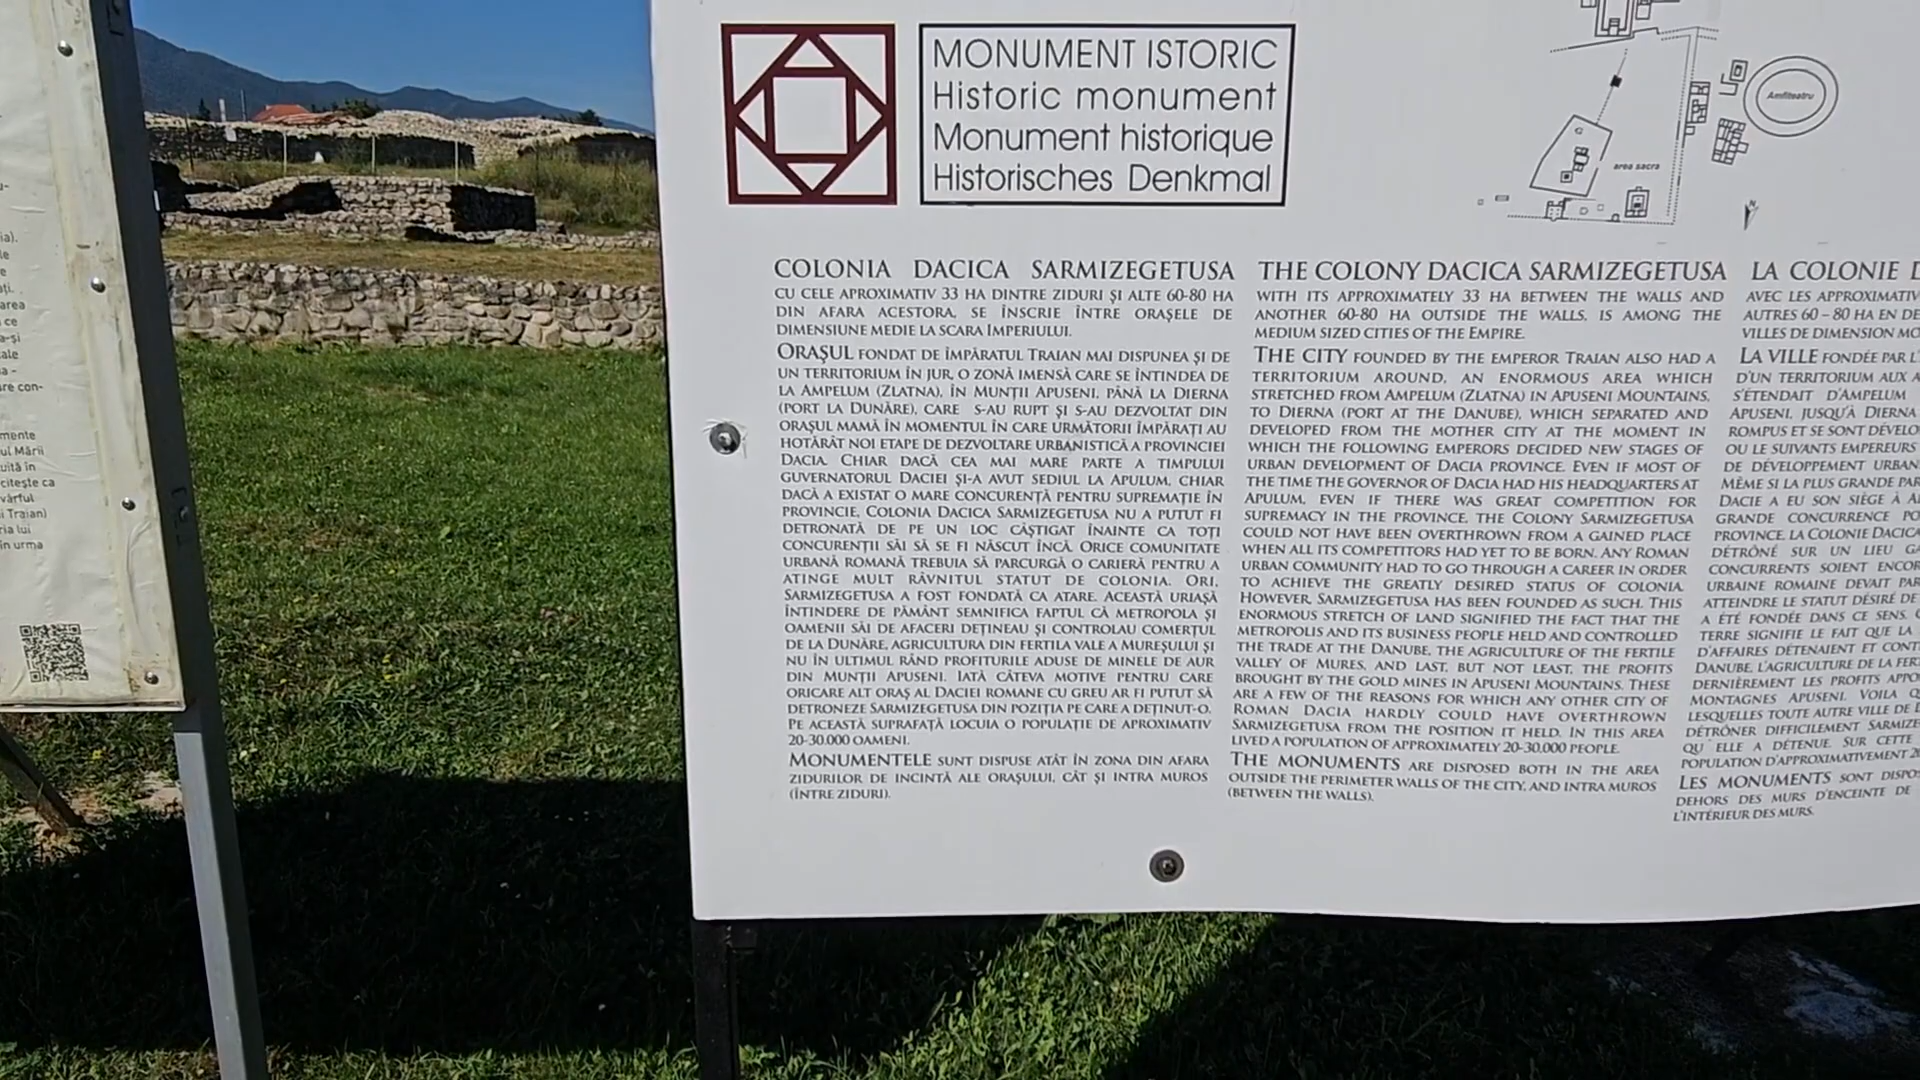 MONUMENT ISTORIC
Historic monument
Monument historique
Historisches Denkmal
Amfiteatru
area sacra
N
COLONIA DACICA SARMIZEGETUSA
CU CELE APROXIMATIV 33 HA DINTRE ZIDURI ȘI ALTE 60-80 HA
DIN AFARA ACESTORA, SE ÎNSCRIE ÎNTRE ORAȘELE DE
DIMENSIUNE MEDIE LA SCARA IMPERIULUI.
ORAȘUL FONDAT DE ÎMPĂRATUL TRAIAN MAI DISPUNEA ȘI DE
UN TERRITORIUM ÎN JUR, O ZONĂ IMENSĂ CARE SE ÎNTINDEA DE
LA AMPELUM (ZLATNA), ÎN MUNȚII APUSENI, PÂNĂ LA DIERNA
(PORT LA DUNĂRE), CARE S-AU RUPT ȘI S-AU DEZVOLTAT DIN
ORAȘUL MAMĂ ÎN MOMENTUL ÎN CARE URMĂTORII ÎMPĂRAȚI AU
HOTĂRÂT NOI ETAPE DE DEZVOLTARE URBANISTICĂ A PROVINCIEI
DACIA. CHIAR DACĂ CEA MAI MARE PARTE A TIMPULUI
GUVERNATORUL DACIEI ȘI-A AVUT SEDIUL LA APULUM, CHIAR
DACĂ A EXISTAT O MARE CONCURENȚĂ PENTRU SUPREMAȚIE ÎN
PROVINCIE, COLONIA DACICA SARMIZEGETUSA NU A PUTUT FI
DETRONATĂ DE PE UN LOC CÂȘTIGAT ÎNAINTE CA TOȚI
CONCURENȚII SĂI SĂ SE FI NĂSCUT ÎNCĂ. ORICE COMUNITATE
URBANĂ ROMANĂ TREBUIA SĂ PARCURGĂ O CARIERĂ PENTRU A
ATINGE MULT RÂVNITUL STATUT DE COLONIA. ORI,
SARMIZEGETUSA A FOST FONDATĂ CA ATARE. ACEASTĂ URIAȘĂ
ÎNTINDERE DE PĂMÂNT SEMNIFICA FAPTUL CĂ METROPOLA ȘI
OAMENII SĂI DE AFACERI DEȚINEAU ȘI CONTROLAU COMERȚUL
DE LA DUNĂRE, AGRICULTURA DIN FERTILA VALE A MUREȘULUI ȘI
NU ÎN ULTIMUL RÂND PROFITURILE ADUSE DE MINELE DE AUR
DIN MUNȚII APUSENI. IATĂ CÂTEVA MOTIVE PENTRU CARE
ORICARE ALT ORAȘ AL DACIEI ROMANE CU GREU AR FI PUTUT SĂ
DETRONEZE SARMIZEGETUSA DIN POZIȚIA PE CARE A DEȚINUT-O.
PE ACEASTĂ SUPRAFAȚĂ LOCUIA O POPULAȚIE DE APROXIMATIV
20-30.000 OAMENI.
MONUMENTELE SUNT DISPUSE ATÂT ÎN ZONA DIN AFARA
ZIDURILOR DE INCINTĂ ALE ORAȘULUI, CÂT ȘI INTRA MUROS
(ÎNTRE ZIDURI).
THE COLONY DACICA SARMIZEGETUSA
WITH ITS APPROXIMATELY 33 HA BETWEEN THE WALLS AND
ANOTHER 60-80 HA OUTSIDE THE WALLS, IS AMONG THE
MEDIUM SIZED CITIES OF THE EMPIRE.
THE CITY FOUNDED BY THE EMPEROR TRAIAN ALSO HAD A
TERRITORIUM AROUND, AN ENORMOUS AREA WHICH
STRETCHED FROM AMPELUM (ZLATNA) IN APUSENI MOUNTAINS,
TO DIERNA (PORT AT THE DANUBE), WHICH SEPARATED AND
DEVELOPED FROM THE MOTHER CITY AT THE MOMENT IN
WHICH THE FOLLOWING EMPERORS DECIDED NEW STAGES OF
URBAN DEVELOPMENT OF DACIA PROVINCE. EVEN IF MOST OF
THE TIME THE GOVERNOR OF DACIA HAD HIS HEADQUARTERS AT
APULUM, EVEN IF THERE WAS GREAT COMPETITION FOR
SUPREMACY IN THE PROVINCE, THE COLONY SARMIZEGETUSA
COULD NOT HAVE BEEN OVERTHROWN FROM A GAINED PLACE
WHEN ALL ITS COMPETITORS HAD YET TO BE BORN. ANY ROMAN
URBAN COMMUNITY HAD TO GO THROUGH A CAREER IN ORDER
TO ACHIEVE THE GREATLY DESIRED STATUS OF COLONIA.
HOWEVER, SARMIZEGETUSA HAS BEEN FOUNDED AS SUCH. THIS
ENORMOUS STRETCH OF LAND SIGNIFIED THE FACT THAT THE
METROPOLIS AND ITS BUSINESS PEOPLE HELD AND CONTROLLED
THE TRADE AT THE DANUBE, THE AGRICULTURE OF THE FERTILE
VALLEY OF MURES, AND LAST, BUT NOT LEAST, THE PROFITS
BROUGHT BY THE GOLD MINES IN APUSENI MOUNTAINS. THESE
ARE A FEW OF THE REASONS FOR WHICH ANY OTHER CITY OF
ROMAN DACIA HARDLY COULD HAVE OVERTHROWN
SARMIZEGETUSA FROM THE POSITION IT HELD. IN THIS AREA
LIVED A POPULATION OF APPROXIMATELY 20-30,000 PEOPLE.
THE MONUMENTS ARE DISPOSED BOTH IN THE AREA
OUTSIDE THE PERIMETER WALLS OF THE CITY, AND INTRA MUROS
(BETWEEN THE WALLS).
LA COLONIE
AVEC LES
AUTRES 60 – 80 HA EN
VILLES DE DIMENSION
LA VILLE FONDÉE PAR
D'UN TERRITORIUM AUX
S'ÉTENDAIT D'AMPELUM
APUSENI, JUSQU'À DIERNA
ROMPUS ET SE SONT
OU LE SUIVANTS EMPEREURS
DE DÉVELOPPEMENT
MÊME SI LA PLUS GRANDE
DACIE A EU SON SIÈGE À
GRANDE CONCURRENCE
PROVINCE, LA COLONIE
DÉTRÔNÉ SUR UN LIEU
CONCURRENTS SOIENT
URBAINE ROMAINE DEVAIT
ATTEINDRE LE STATUT DÉSIRÉ DE
A ÉTÉ FONDÉE DANS CE SENS.
TERRE SIGNIFIE LE FAIT QUE LA
D'AFFAIRES DÉTENAIENT ET
DANUBE, L'AGRICULTURE DE LA
DERNIÈREMENT LES PROFITS
MONTAGNES APUSENI. VOILA
LESQUELLES TOUTE AUTRE VILLE DE
DÉTRÔNER DIFFICILEMENT
QU'ELLE A DÉTENUE. SUR CETTE
POPULATION D'APPROXIMATIVEMENT
LES MONUMENTS SONT
DEHORS DES MURS D'ENCEINTE DE
L'INTÉRIEUR DES MURS.